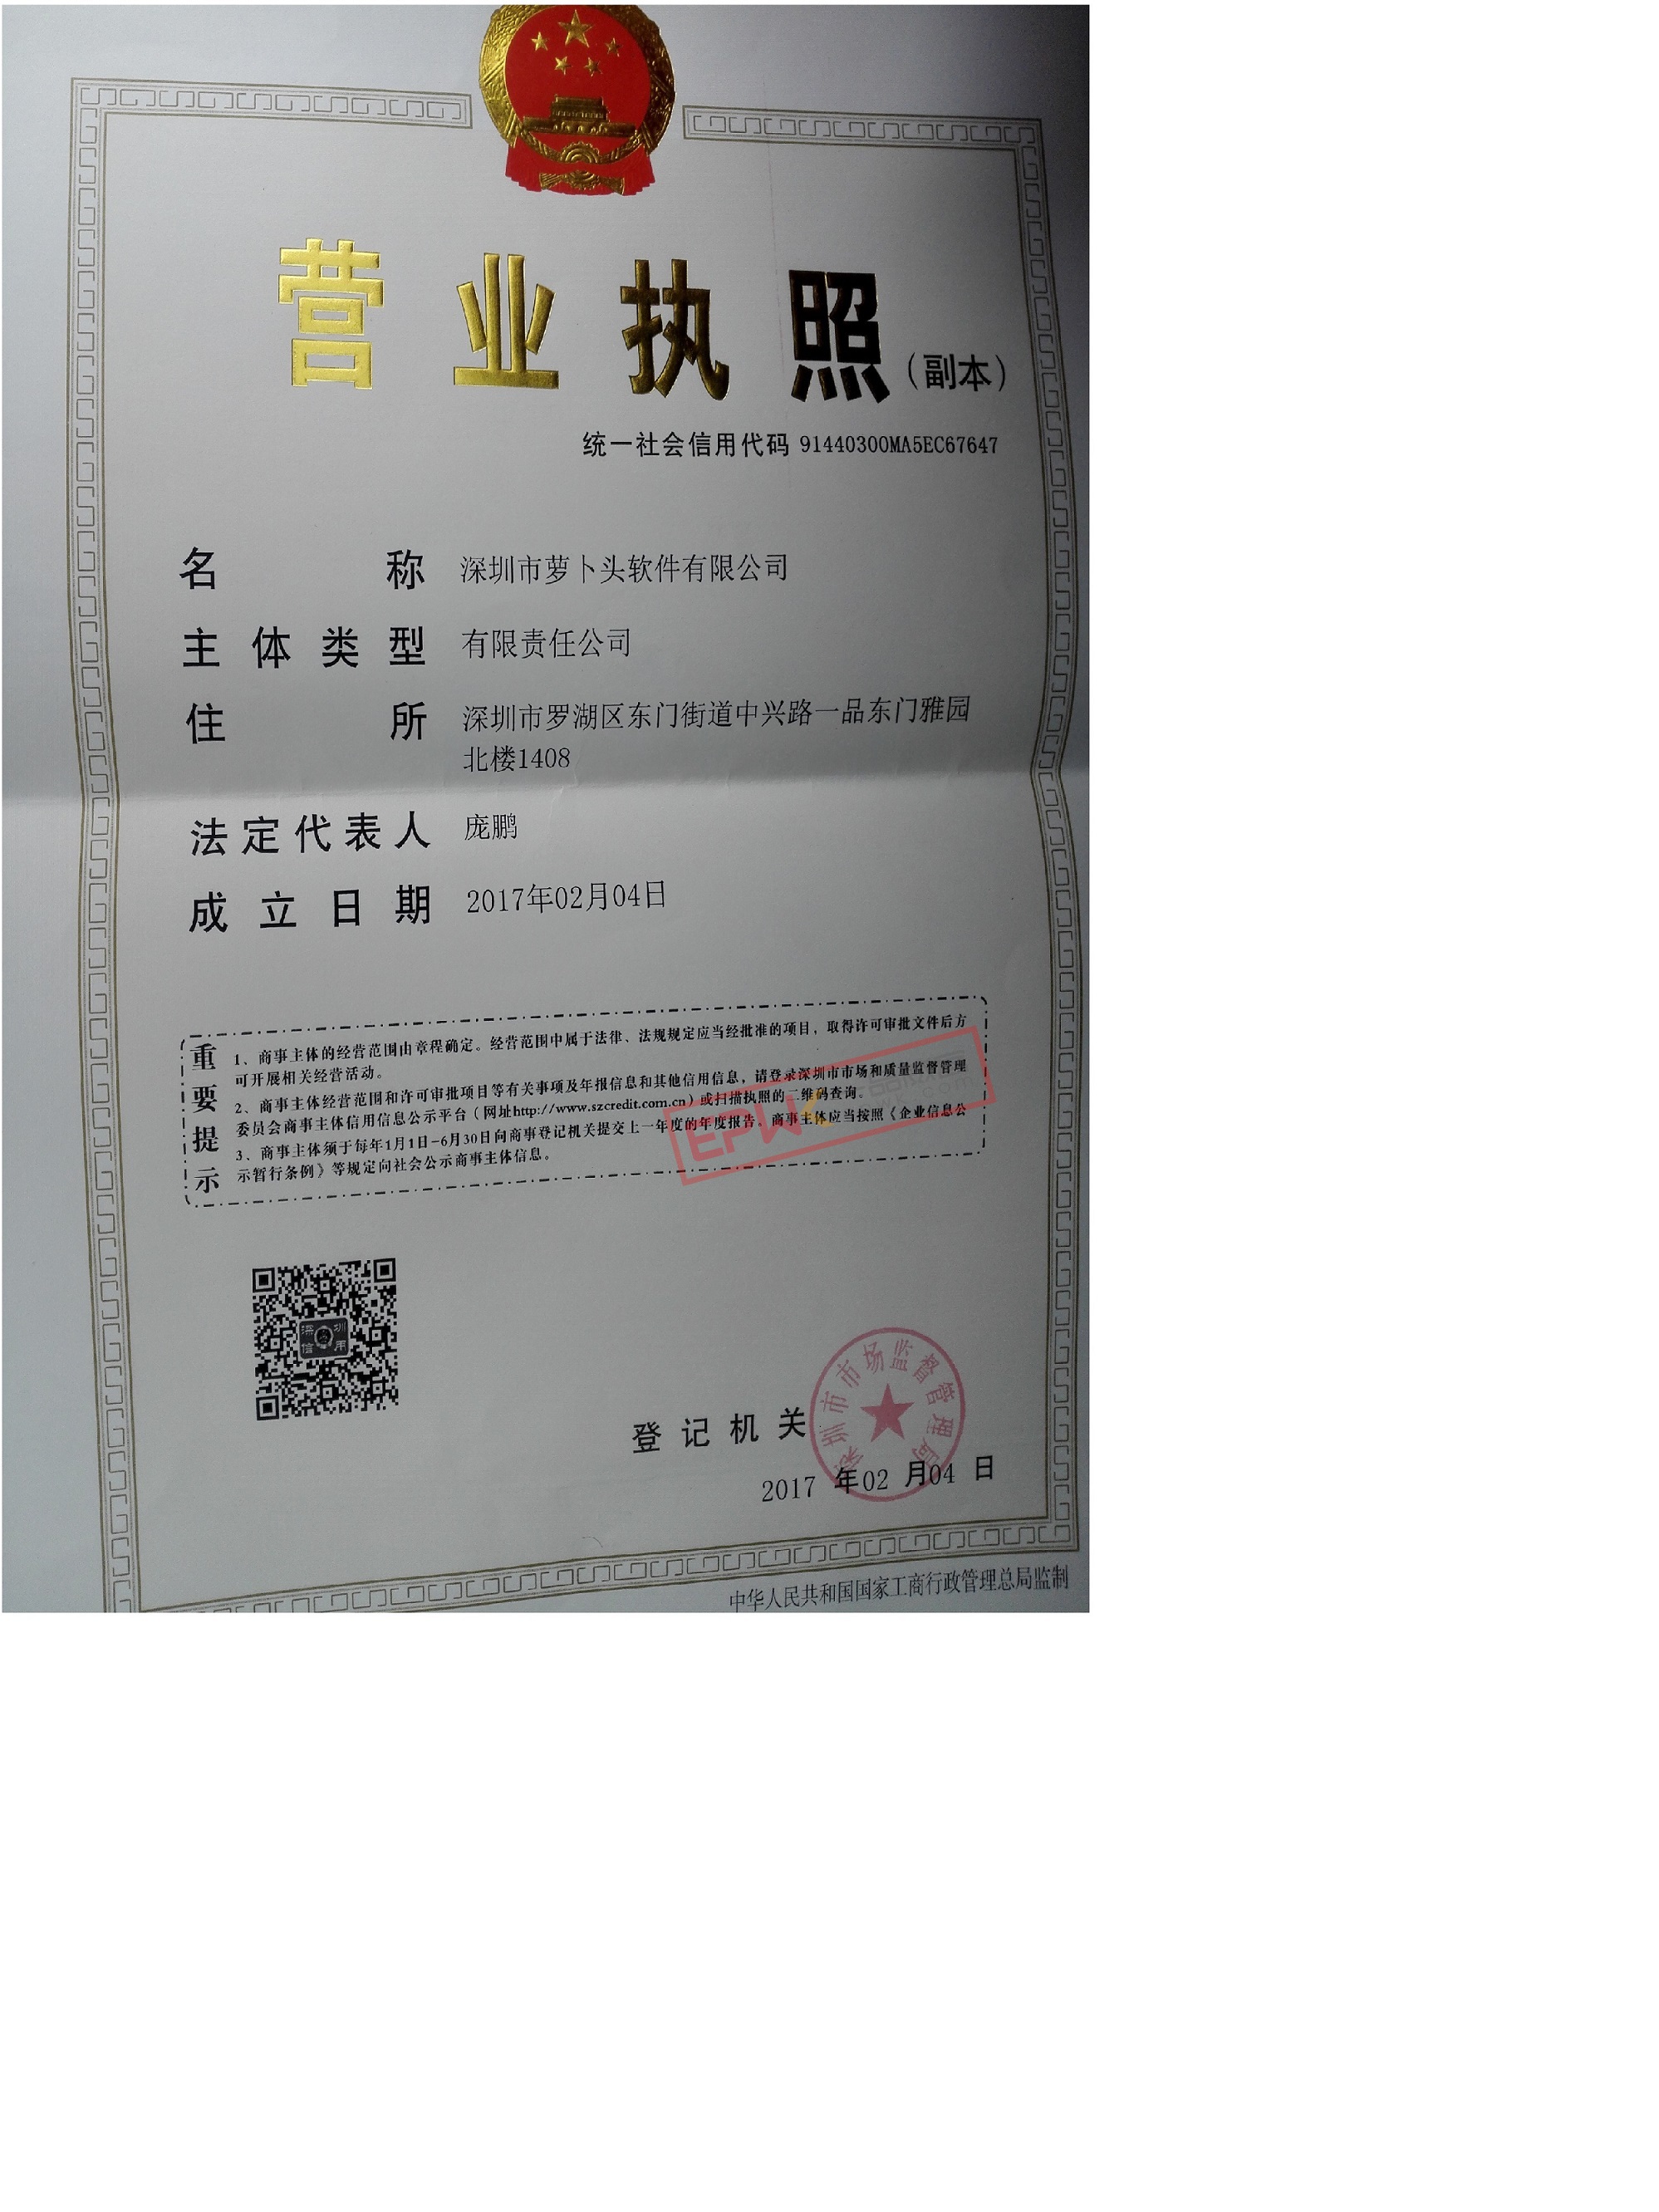 营业执照（副本）
统一社会信用代码 91440300MA5EC67647
名称 深圳市萝卜头软件有限公司
主体类型 有限责任公司
住所 深圳市罗湖区东门街道中兴路一品东门雅园
北楼1408
法定代表人 庞鹏
成立日期 2017年02月04日
重要提示
1、商事主体的经营范围由章程确定。经营范围中属于法律、法规规定应当经批准的项目，取得许可审批文件后方
可开展相关经营活动。
2、商事主体经营范围和许可审批项目等有关事项及年报信息和其他信用信息，请登录深圳市市场和质量监督管理
委员会商事主体信用信息公示平台（网址http://www.szcredit.com.cn）或扫描执照的二维码查询。
3、商事主体须于每年1月1日-6月30日向商事登记机关提交上一年度的年度报告。商事主体应当按照《企业信息公
示暂行条例》等规定向社会公示商事主体信息。
EPWK
深圳
信用
深圳市市场监督管理局
登记机关
2017 年02 月04 日
中华人民共和国国家工商行政管理总局监制